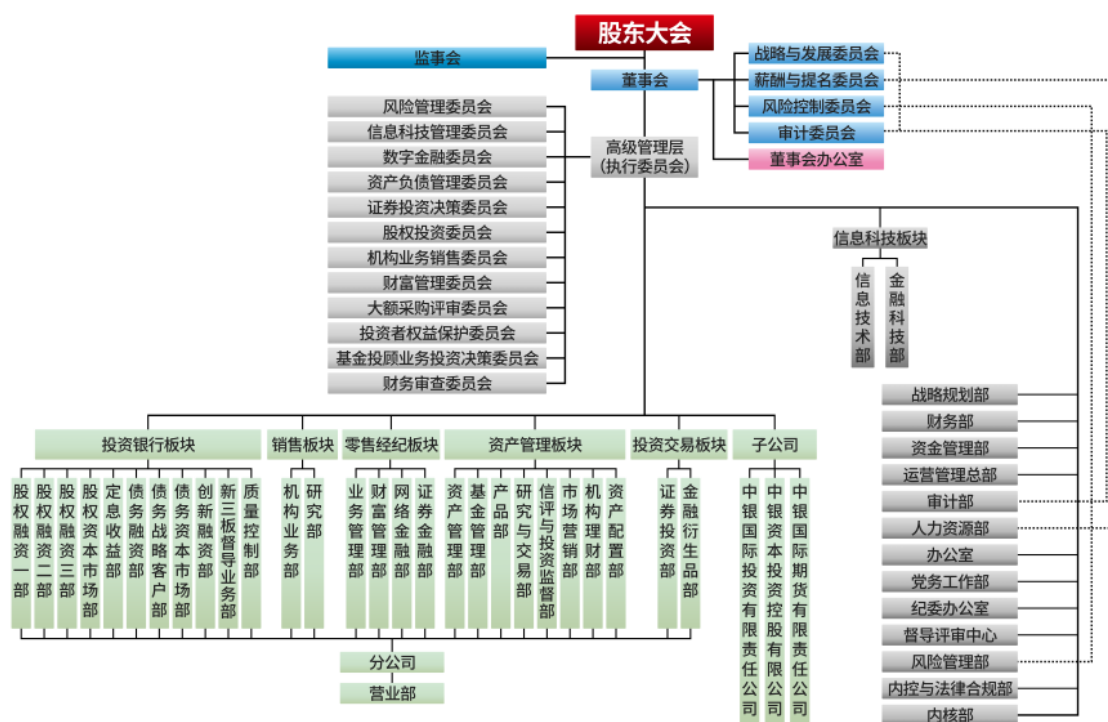 股东大会
监事会
董事会
战略与发展委员会
薪酬与提名委员会
风险控制委员会
审计委员会
董事会办公室
高级管理层
（执行委员会）
风险管理委员会
信息科技管理委员会
数字金融委员会
资产负债管理委员会
证券投资决策委员会
股权投资委员会
机构业务销售委员会
财富管理委员会
大额采购评审委员会
投资者权益保护委员会
基金投顾业务投资决策委员会
财务审查委员会
信息科技板块
信息技术部
金融科技部
战略规划部
财务部
资金管理部
运营管理总部
审计部
人力资源部
办公室
党务工作部
纪委办公室
督导评审中心
风险管理部
内控与法律合规部
内核部
投资银行板块
股权融资一部
股权融资二部
股权融资三部
股权资本市场部
定息收益部
债务融资部
债务战略客户部
债务资本市场部
创新融资部
新三板督导业务部
质量控制部
销售板块
机构业务部
研究部
零售经纪板块
业务管理部
财富管理部
网络金融部
证券金融部
资产管理板块
资产管理部
基金管理部
产品部
研究与交易部
信评与投资监督部
市场营销部
机构理财部
资产配置部
投资交易板块
证券投资部
金融衍生品部
子公司
中银国际投资有限责任公司
中银资本投资控股有限公司
中银国际期货有限责任公司
分公司
营业部